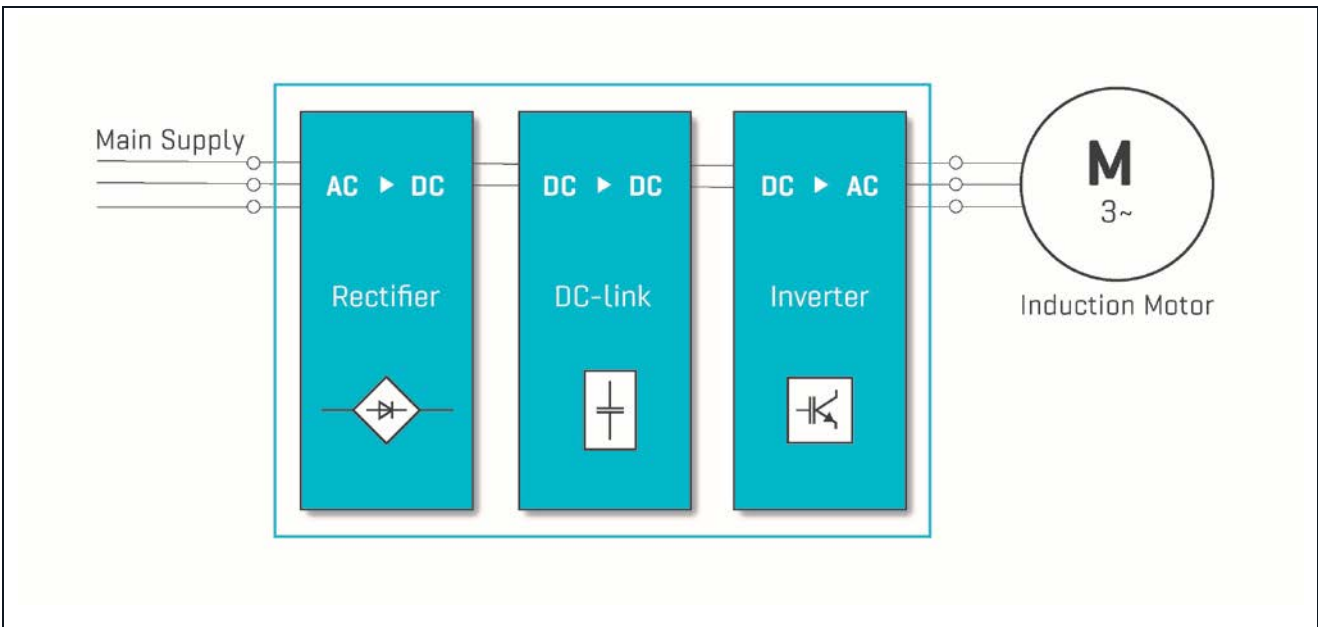 Main Supply
AC ▶ DC
Rectifier
DC ▶ DC
DC-link
DC ▶ AC
Inverter
M
3~
Induction Motor